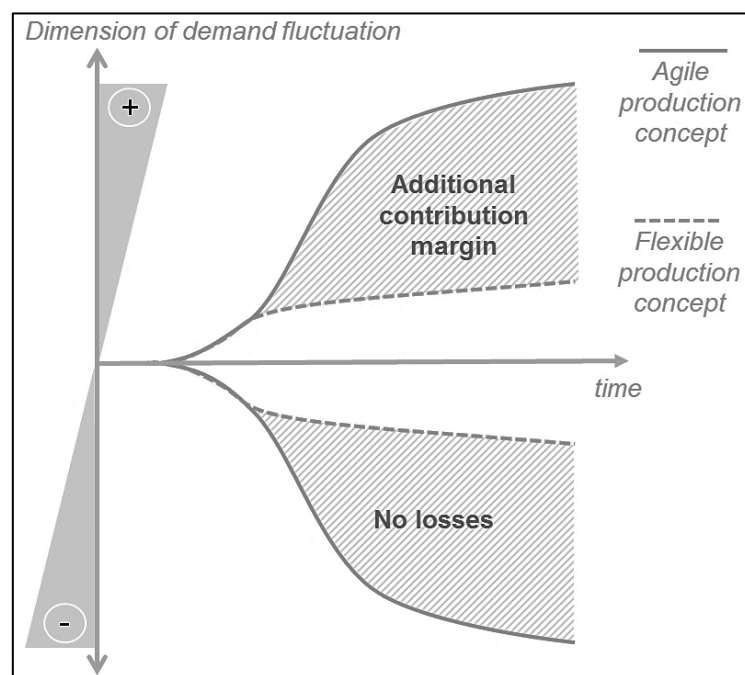 Dimension of demand fluctuation
+
Agile
production
concept
Additional
contribution
margin
Flexible
production
concept
time
No losses
-